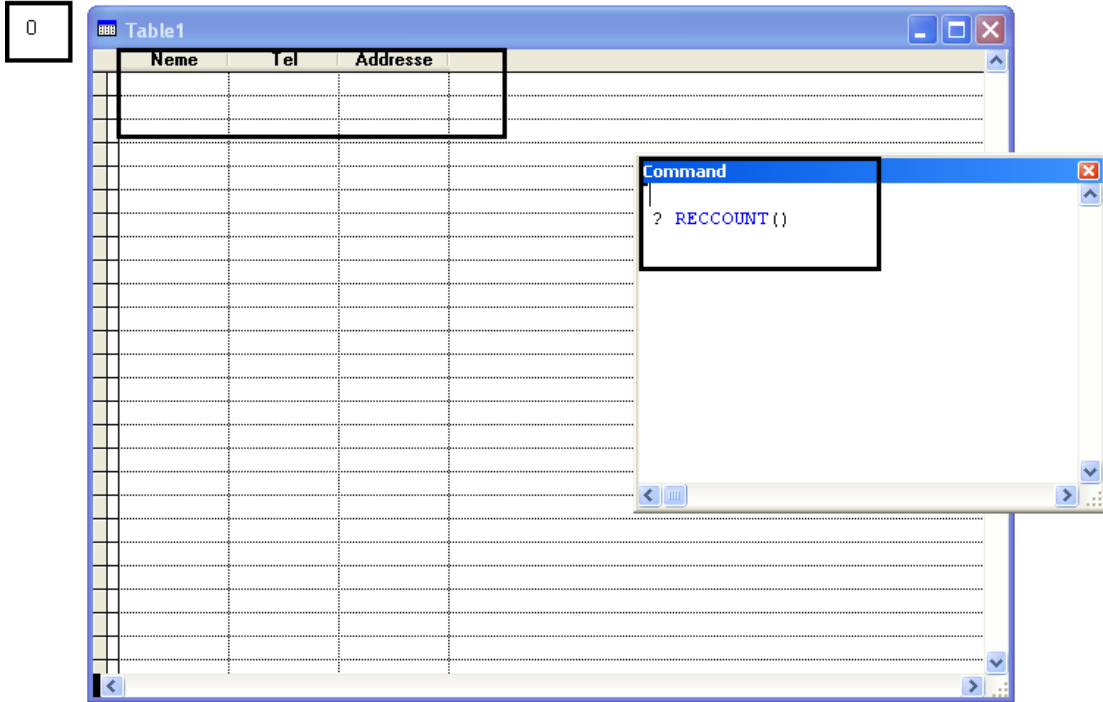 0
Table1
Neme Tel Addresse
Command
? RECCOUNT()